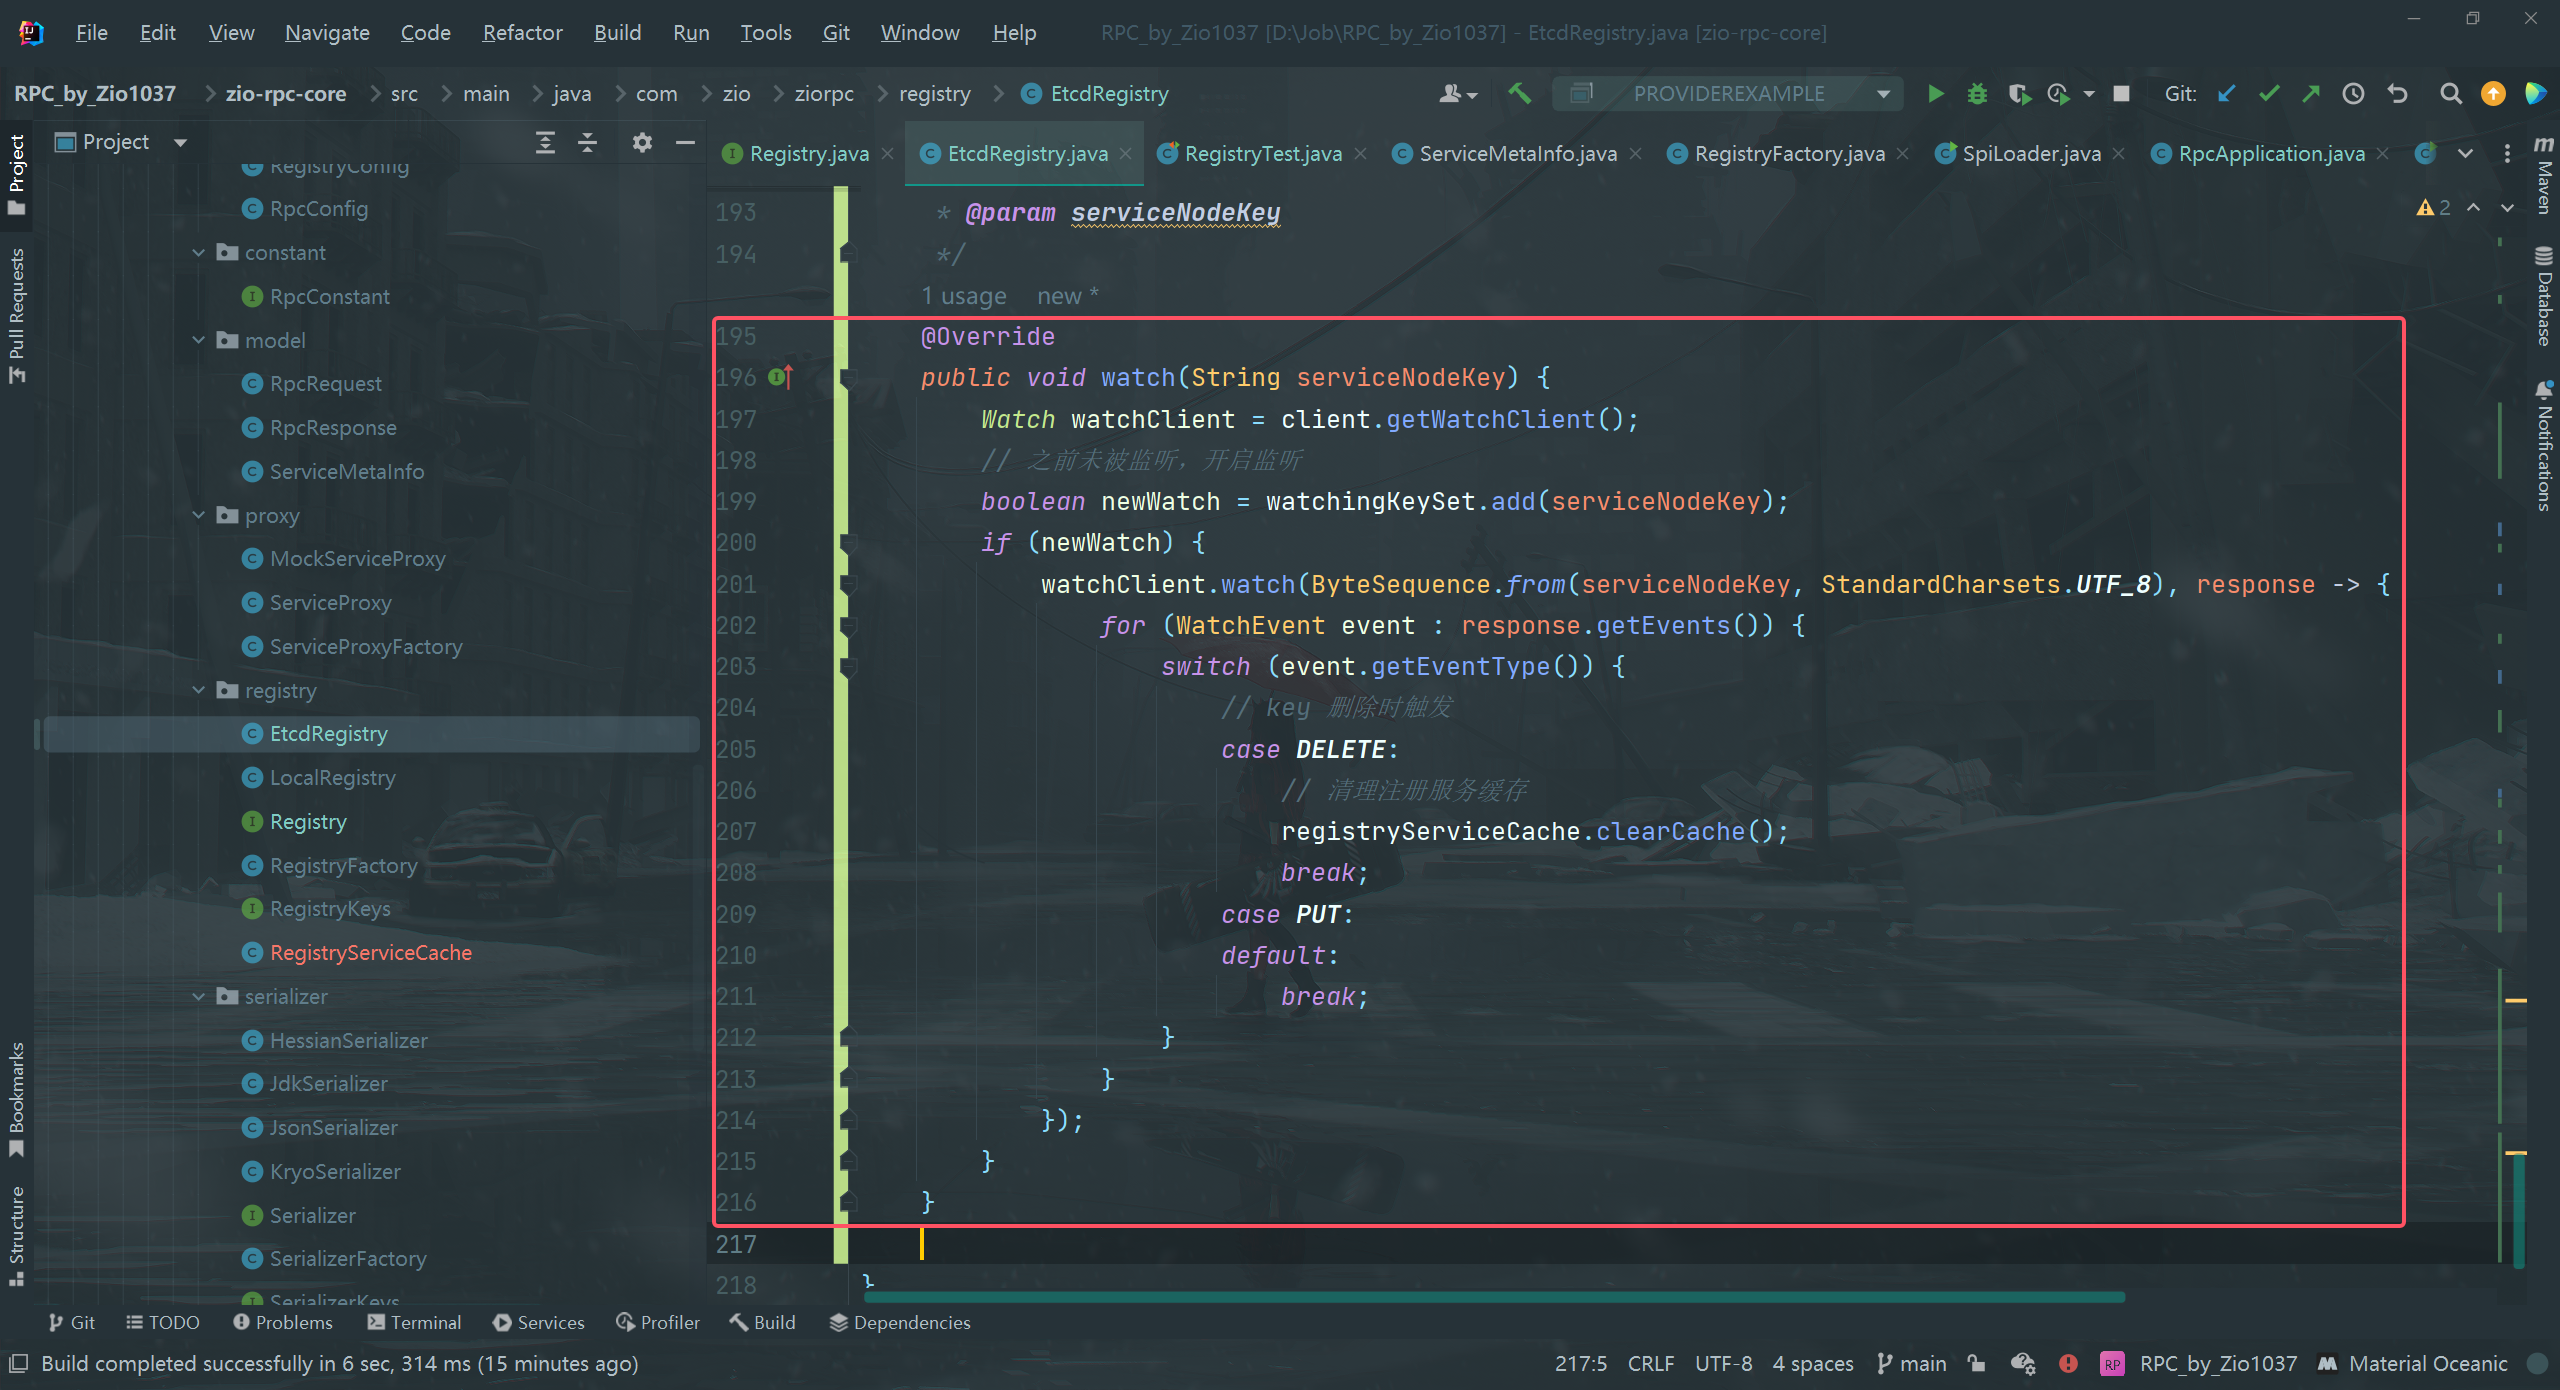 File Edit View Navigate Code Refactor Build Run Tools Git Window Help RPC_by_Zio1037 [D:\Job\RPC_by_Zio1037] - EtcdRegistry.java [zio-rpc-core]
RPC_by_Zio1037 zio-rpc-core src main java com zio ziorpc registry EtcdRegistry PROVIDEREXAMPLE Git:
Project
Registry.java EtcdRegistry.java RegistryTest.java ServiceMetaInfo.java RegistryFactory.java SpiLoader.java RpcApplication.java
Project
Pull Requests
Bookmarks
Structure
RegistryConfig
RpcConfig
constant
RpcConstant
model
RpcRequest
RpcResponse
ServiceMetaInfo
proxy
MockServiceProxy
ServiceProxy
ServiceProxyFactory
registry
EtcdRegistry
LocalRegistry
Registry
RegistryFactory
RegistryKeys
RegistryServiceCache
serializer
HessianSerializer
JdkSerializer
JsonSerializer
KryoSerializer
Serializer
SerializerFactory
SerializerKeys
193 * @param serviceNodeKey
2
194 */
1 usage new *
195 @Override
196 public void watch(String serviceNodeKey) {
197 Watch watchClient = client.getWatchClient();
198 // 之前未被监听，开启监听
199 boolean newWatch = watchingKeySet.add(serviceNodeKey);
200 if (newWatch) {
201 watchClient.watch(ByteSequence.from(serviceNodeKey, StandardCharsets.UTF_8), response -> {
202 for (WatchEvent event : response.getEvents()) {
203 switch (event.getEventType()) {
204 // key 删除时触发
205 case DELETE:
206 // 清理注册服务缓存
207 registryServiceCache.clearCache();
208 break;
209 case PUT:
210 default:
211 break;
212 }
213 }
214 });
215 }
216 }
217
218 }
Maven
Database
Notifications
Git TODO Problems Terminal Services Profiler Build Dependencies
Build completed successfully in 6 sec, 314 ms (15 minutes ago) 217:5 CRLF UTF-8 4 spaces main RP RPC_by_Zio1037 Material Oceanic